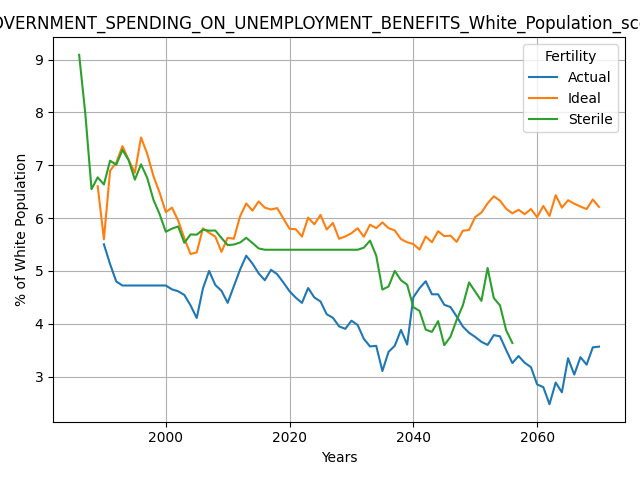 OVERNMENT_SPENDING_ON_UNEMPLOYMENT_BENEFITS_White_Population_sc
Fertility
Actual
Ideal
Sterile
% of White Population
9
8
7
6
5
4
3
2000
2020
2040
2060
Years